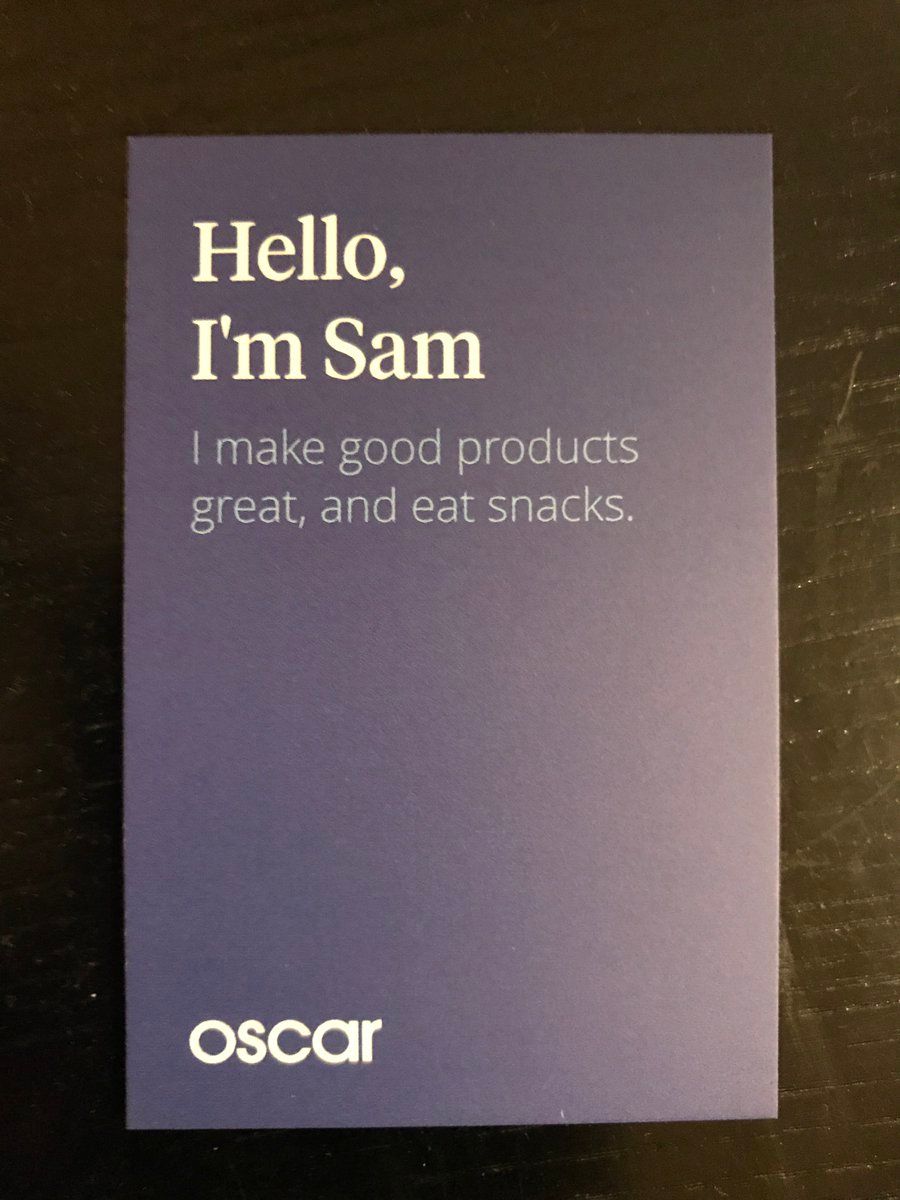 Hello,
I'm Sam
I make good products
great, and eat snacks.
oscar